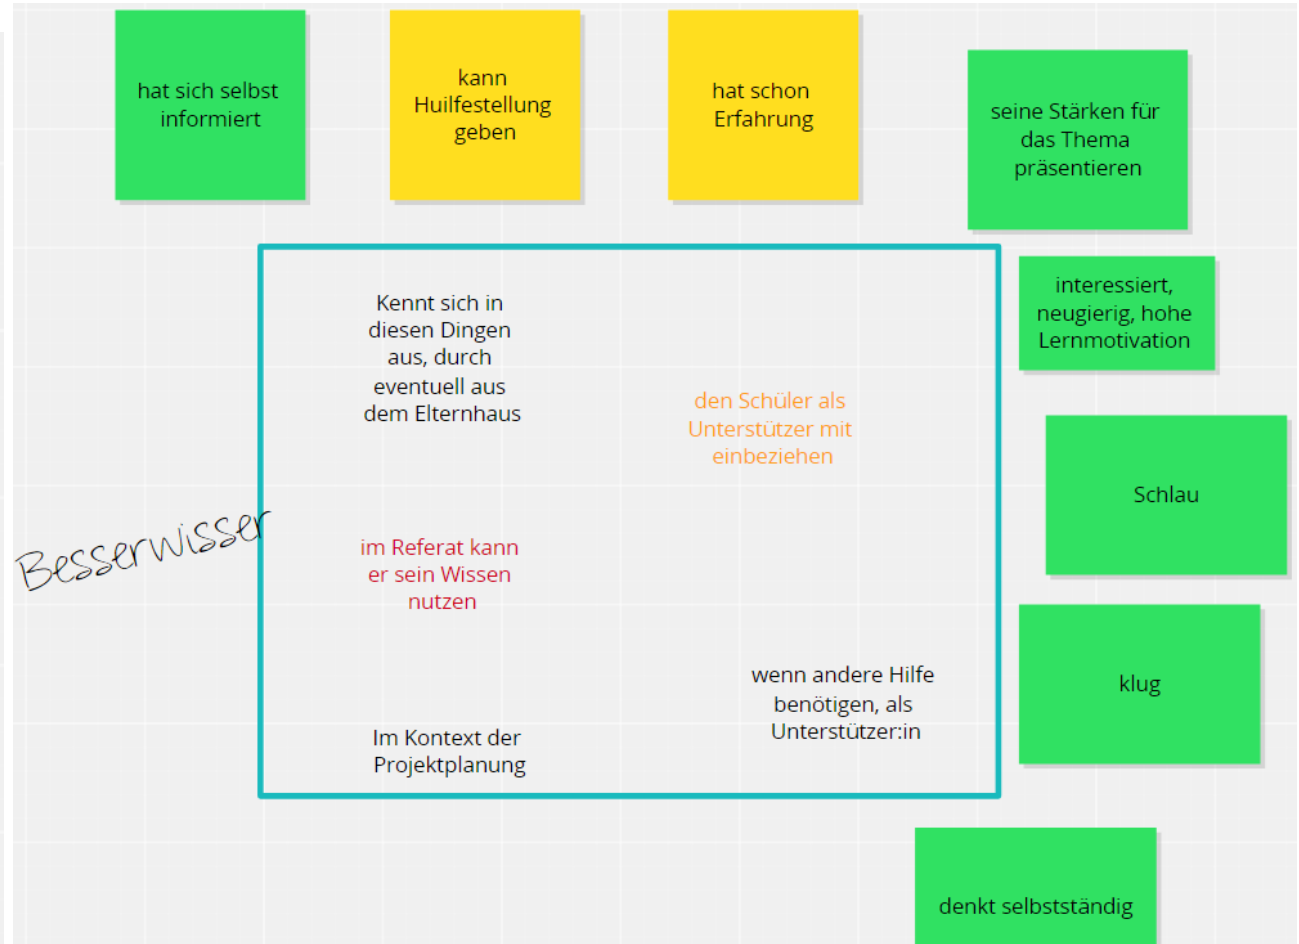 hat sich selbst
informiert
kann
Huilfestellung
geben
hat schon
Erfahrung
seine Stärken für
das Thema
präsentieren
interessiert,
neugierig, hohe
Lernmotivation
Kennt sich in
diesen Dingen
aus, durch
eventuell aus
dem Elternhaus
den Schüler als
Unterstützer mit
einbeziehen
Schlau
Besserwisser
im Referat kann
er sein Wissen
nutzen
wenn andere Hilfe
benötigen, als
Unterstützer:in
klug
Im Kontext der
Projektplanung
denkt selbstständig